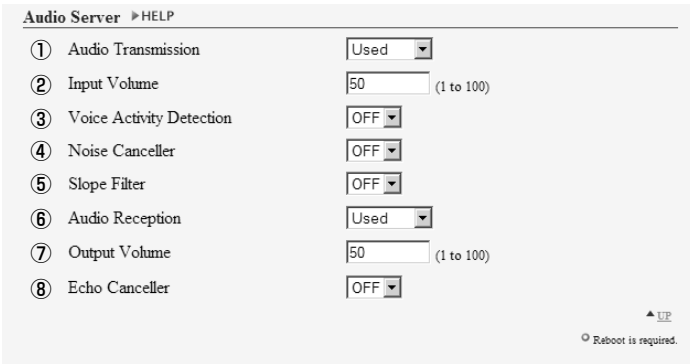 Audio Server ▶HELP
① Audio Transmission Used
② Input Volume 50 (1 to 100)
③ Voice Activity Detection OFF
④ Noise Canceller OFF
⑤ Slope Filter OFF
⑥ Audio Reception Used
⑦ Output Volume 50 (1 to 100)
⑧ Echo Canceller OFF
▲UP
Reboot is required.